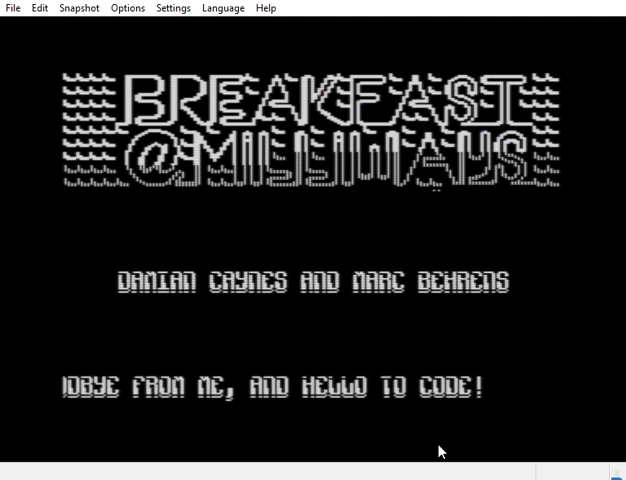 File Edit Snapshot Options Settings Language Help
BREAKFAST
@MILLIWAYS
DAMIAN CAYNES AND MARC BEHRENS
DBYE FROM ME, AND HELLO TO CODE!